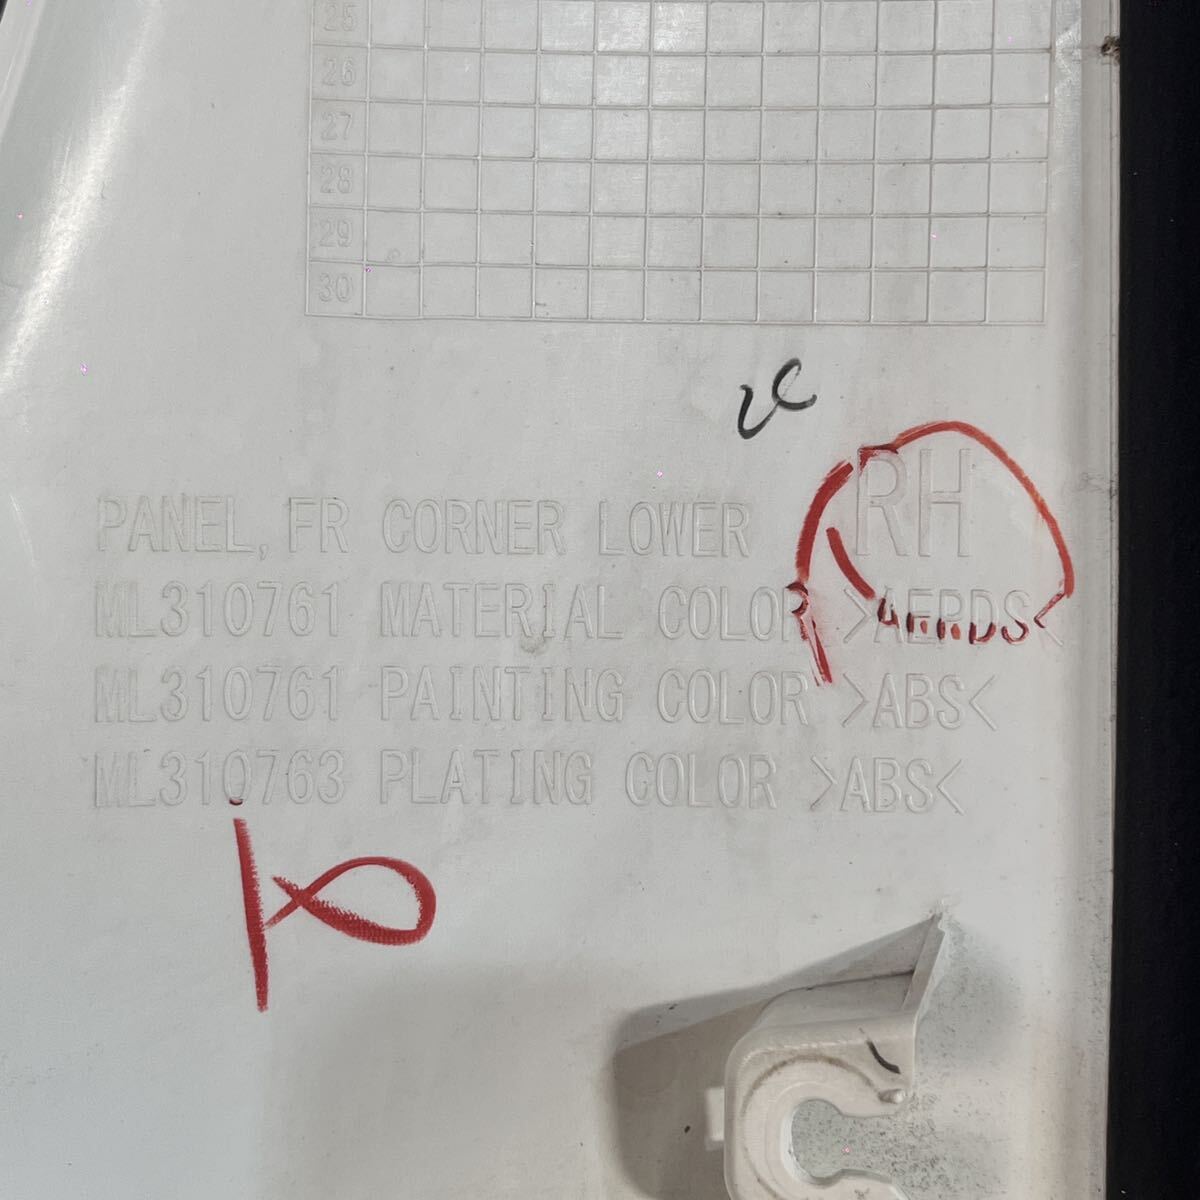 25
26
27
28
29
30
RH
PANEL, FR CORNER LOWER
ML310761 MATERIAL COLOR >AERDS<
ML310761 PAINTING COLOR >ABS<
ML310763 PLATING COLOR >ABS<